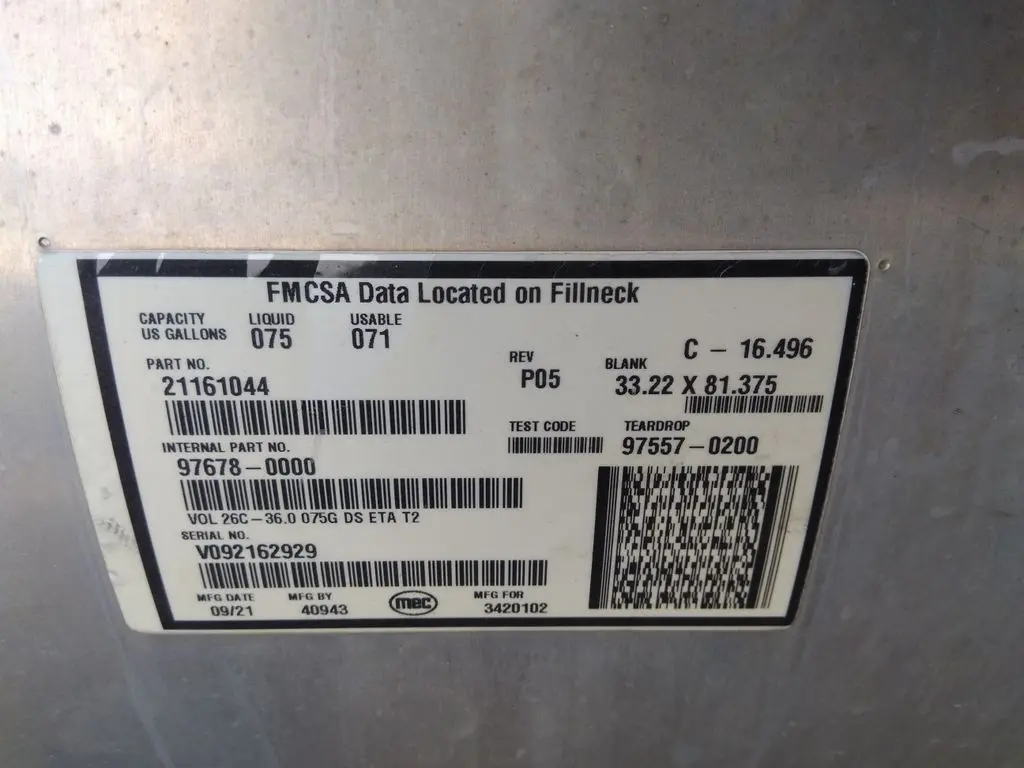 FMCSA Data Located on Fillneck
CAPACITY US GALLONS
LIQUID 075
USABLE 071
PART NO.
21161044
REV P05
C - 16.496
BLANK
33.22 X 81.375
TEST CODE
TEARDROP
97557-0200
INTERNAL PART NO.
97678-0000
VOL 26C-36.0 075G DS ETA T2
SERIAL NO.
V092162929
MFG DATE 09/21
MFG BY 40943
mec
MFG FOR 3420102